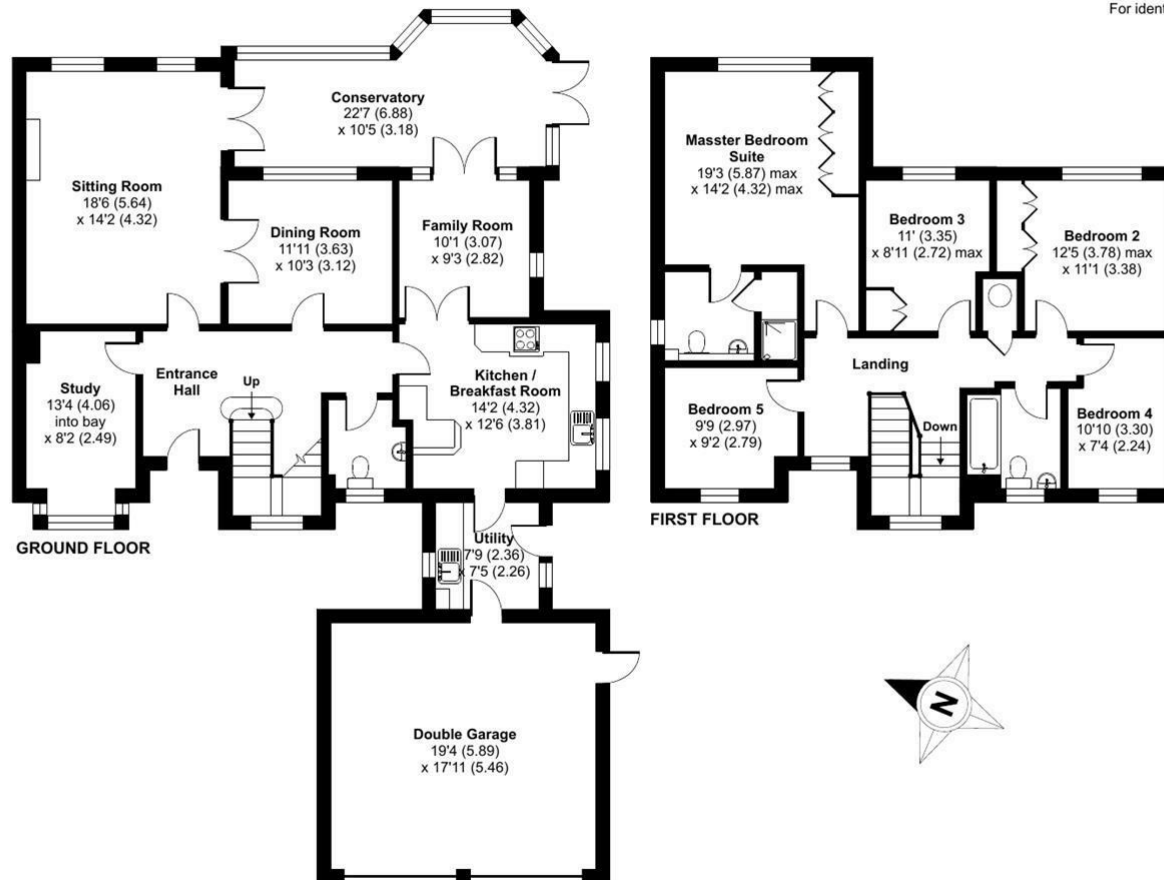 For ident
Conservatory
22'7 (6.88)
x 10'5 (3.18)
Sitting Room
18'6 (5.64)
x 14'2 (4.32)
Dining Room
11'11 (3.63)
x 10'3 (3.12)
Family Room
10'1 (3.07)
x 9'3 (2.82)
Study
13'4 (4.06)
into bay
x 8'2 (2.49)
Entrance
Hall
Up
Kitchen /
Breakfast Room
14'2 (4.32)
x 12'6 (3.81)
Utility
7'9 (2.36)
x 7'5 (2.26)
GROUND FLOOR
Double Garage
19'4 (5.89)
x 17'11 (5.46)
Masster Bedroom
Suite
19'3 (5.87) max
x 14'2 (4.32) max
Bedroom 3
11' (3.35)
x 8'11 (2.72) max
Bedroom 2
12'5 (3.78) max
x 11'1 (3.38)
Landing
Bedroom 5
9'9 (2.97)
x 9'2 (2.79)
Down
Bedroom 4
10'10 (3.30)
x 7'4 (2.24)
FIRST FLOOR
N